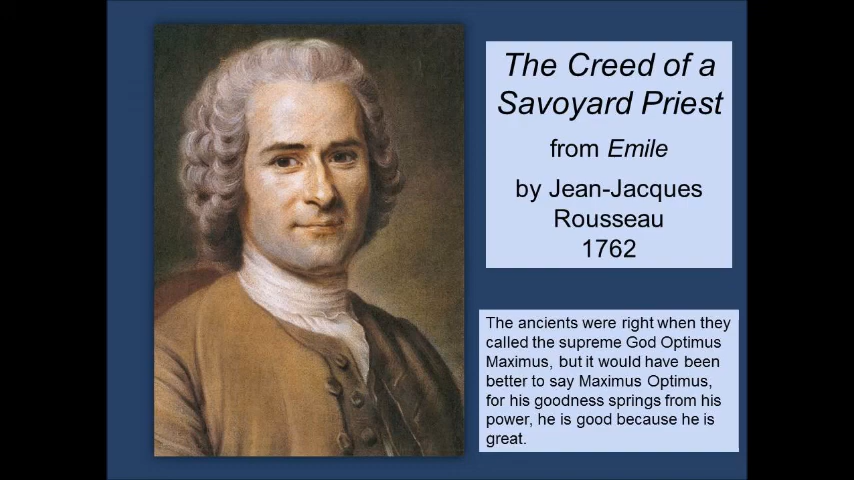 The Creed of a
Savoyard Priest
from Emile
by Jean-Jacques
Rousseau
1762
The ancients were right when they
called the supreme God Optimus
Maximus, but it would have been
better to say Maximus Optimus,
for his goodness springs from his
power, he is good because he is
great.